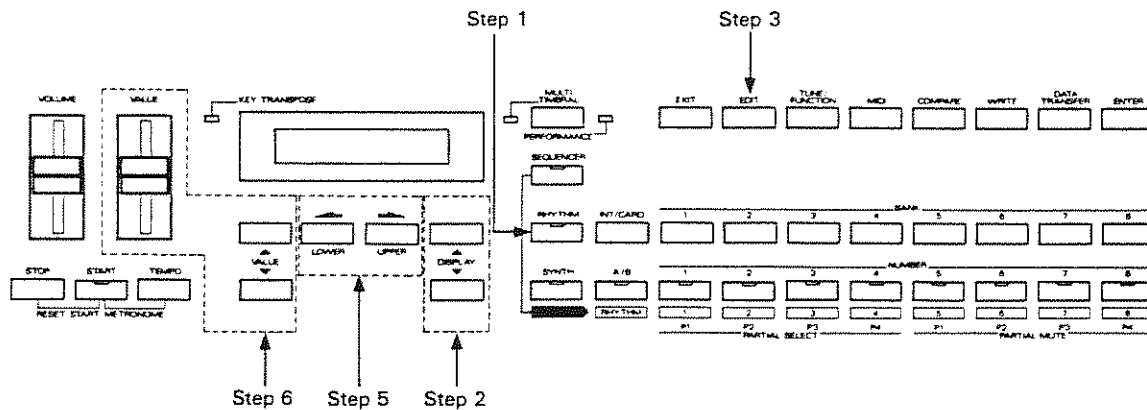 Step 1
Step 3
VOLUME
VALUE
KEY TRANSPOSE
MULTI TIMBRAL
PERFORMANCE
EXIT
EDIT
TUNE/FUNCTION
MIDI
COMPARE
WRITE
DATA TRANSFER
ENTER
SEQUENCER
RHYTHM
INT/CARD
BANK
1 2 3 4 5 6 7 8
VALUE
LOWER
UPPER
DISPLAY
STOP
START
TEMPO
RESET START
METRONOME
SYNTH
A/B
NUMBER
1 2 3 4 5 6 7 8
RHYTHM
1 2 3 4 5 6 7 8
P1 P2 P3 P4 P1 P2 P3 P4
PARTIAL SELECT
PARTIAL MUTE
Step 6
Step 5
Step 2